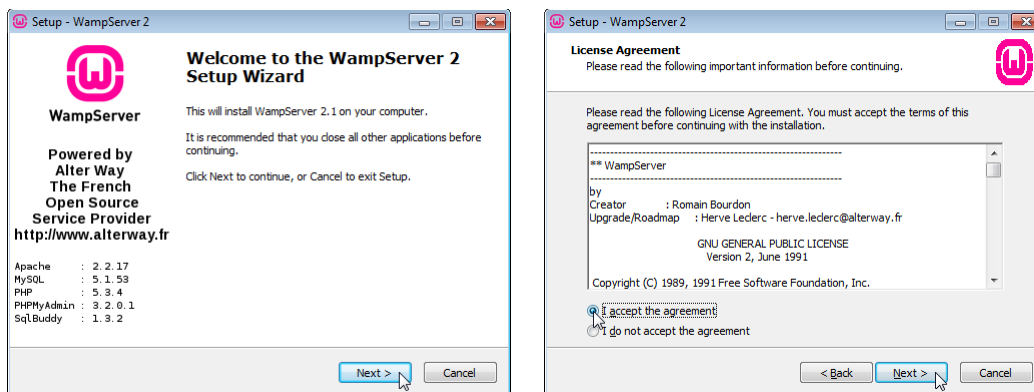 Setup - WampServer 2
WampServer
Powered by
Alter Way
The French
Open Source
Service Provider
http://www.alterway.fr
Apache : 2.2.17
MySQL : 5.1.53
PHP : 5.3.4
PHPMyAdmin : 3.2.0.1
SqlBuddy : 1.3.2
Welcome to the WampServer 2
Setup Wizard
This will install WampServer 2.1 on your computer.
It is recommended that you close all other applications before
continuing.
Click Next to continue, or Cancel to exit Setup.
Next >
Cancel
Setup - WampServer 2
License Agreement
Please read the following important information before continuing.
Please read the following License Agreement. You must accept the terms of this
agreement before continuing with the installation.
------------------------------------------------------------
** WampServer
------------------------------------------------------------
by
Creator : Romain Bourdon
Upgrade/Roadmap : Herve Leclerc - herve.leclerc@alterway.fr
GNU GENERAL PUBLIC LICENSE
Version 2, June 1991
Copyright (C) 1989, 1991 Free Software Foundation, Inc.
I accept the agreement
I do not accept the agreement
< Back
Next >
Cancel